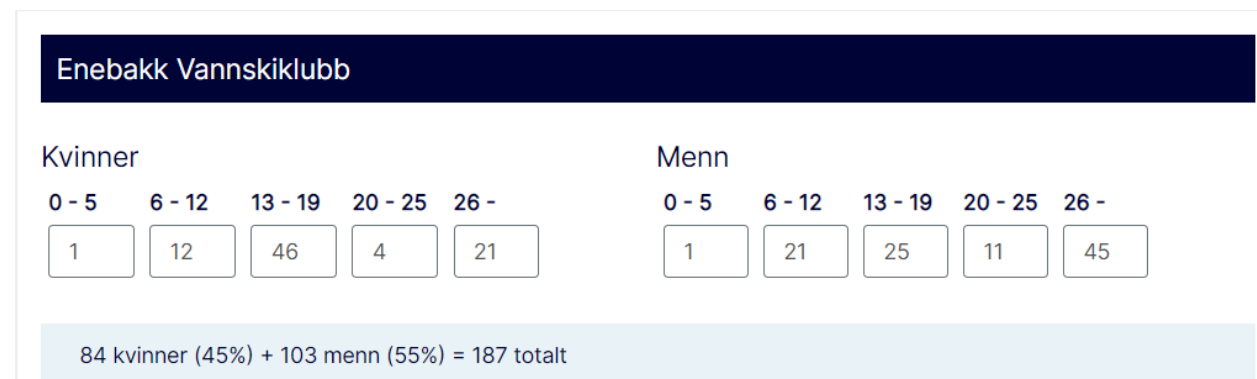 Enebakk Vannskiklubb
Kvinner Menn
0 - 5 6 - 12 13 - 19 20 - 25 26 - 0 - 5 6 - 12 13 - 19 20 - 25 26 -
1 12 46 4 21 1 21 25 11 45
84 kvinner (45%) + 103 menn (55%) = 187 totalt